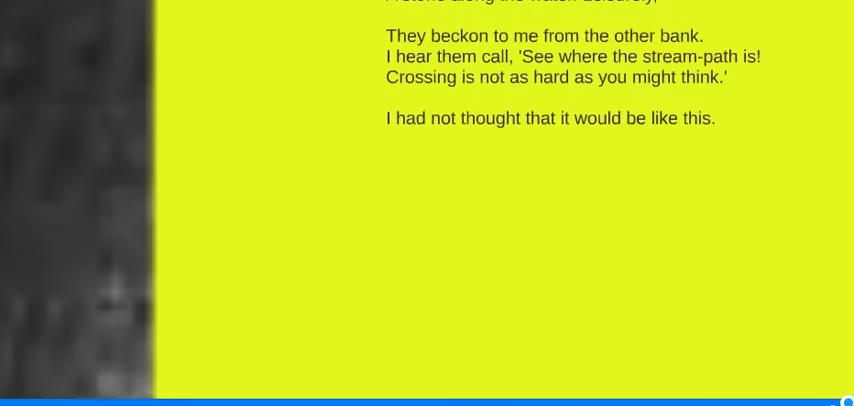 They beckon to me from the other bank.
I hear them call, 'See where the stream-path is!
Crossing is not as hard as you might think.'
I had not thought that it would be like this.